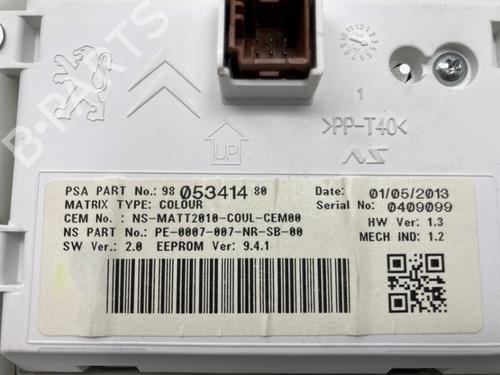 B-PARTS
1
>PP-T40<
NS
UP
PSA PART No.: 98 053414 80
Date: 01/05/2013
MATRIX TYPE: COLOUR
Serial No: 0409099
CEM No.: NS-MATT2010-COUL-CEM00
HW Ver.: 1.3
NS PART No.: PE-0007-007-NR-SB-00
MECH IND: 1.2
SW Ver.: 2.0 EEPROM Ver.: 9.4.1